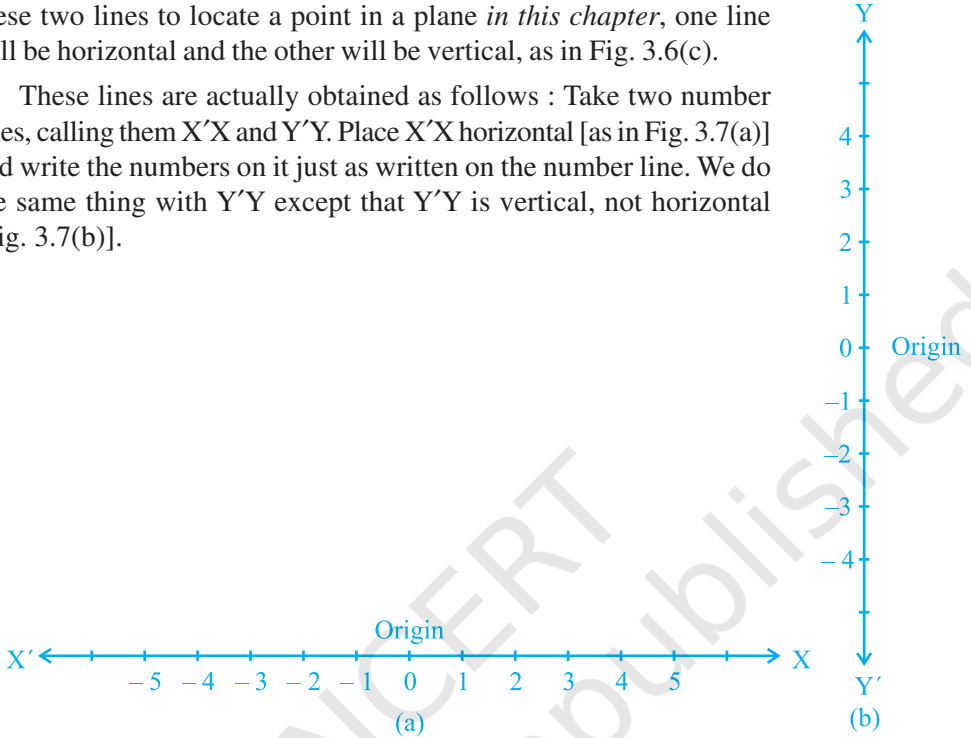 ese two lines to locate a point in a plane in this chapter, one line
ll be horizontal and the other will be vertical, as in Fig. 3.6(c).
These lines are actually obtained as follows : Take two number
es, calling them X′X and Y′Y. Place X′X horizontal [as in Fig. 3.7(a)]
d write the numbers on it just as written on the number line. We do
e same thing with Y′Y except that Y′Y is vertical, not horizontal
ig. 3.7(b)].
Y
4
3
2
1
0 Origin
–1
–2
–3
– 4
Y′
(b)
Origin
X′ X
– 5 – 4 – 3 – 2 – 1 0 1 2 3 4 5
(a)
NCERT
published